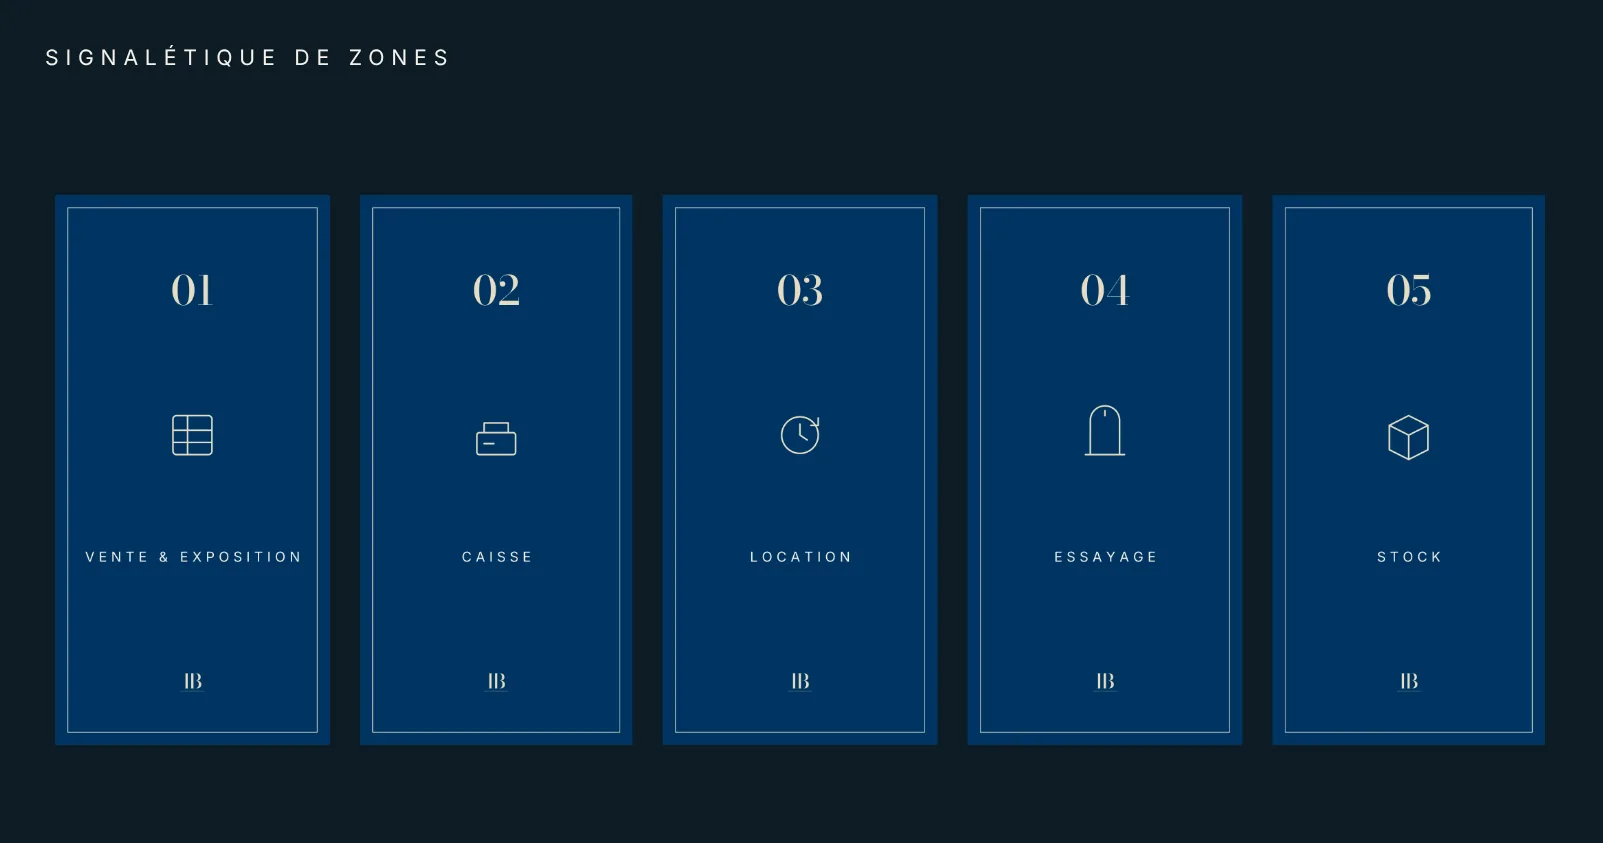 SIGNALÉTIQUE DE ZONES
01
VENTE & EXPOSITION
IB
02
CAISSE
IB
03
LOCATION
IB
04
ESSAYAGE
IB
05
STOCK
IB